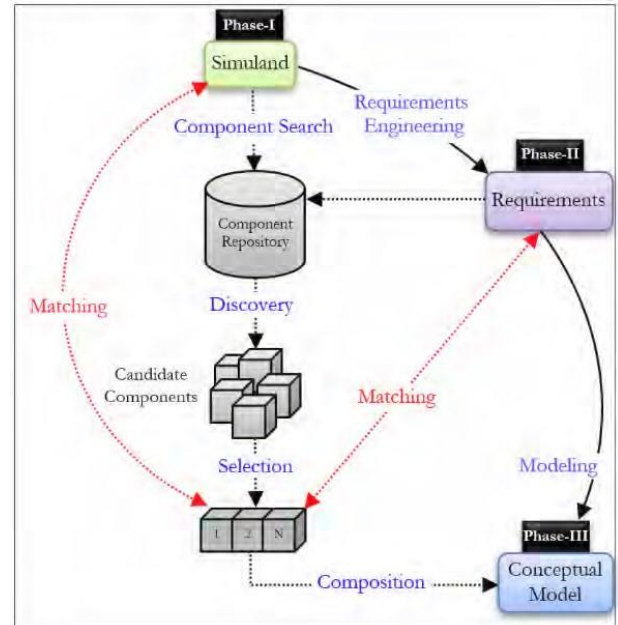 Phase-I
Simuland
Component Search
Requirements
Engineering
Phase-II
Requirements
Component
Repository
Discovery
Matching
Candidate
Components
Matching
Selection
Modeling
1 2 N
Phase-III
Composition
Conceptual
Model